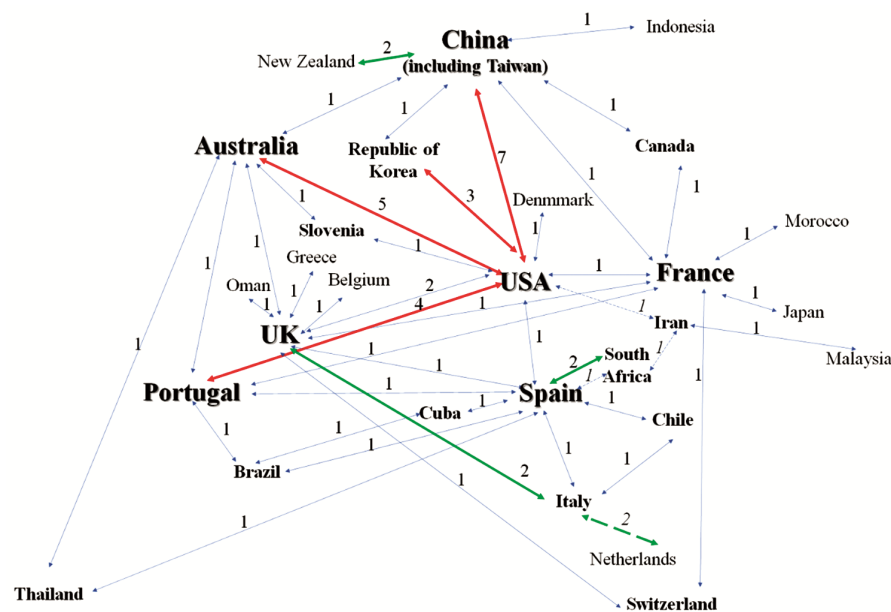 1
Indonesia
China
(including Taiwan)
2
New Zealand
1
1
1
Australia
Republic of
Korea
Canada
7
1
1
5
3
Denmmark
1
Slovenia
1
Morocco
1
1
Greece
1
USA
1
France
Oman
Belgium
2
1
1
1
1
4
1
Japan
1
UK
1
Iran
1
Malaysia
1
South
Africa
1
2
1
1
1
1
Portugal
1
Spain
Cuba
1
1
Chile
1
1
1
1
Brazil
2
1
Italy
1
2
Netherlands
Thailand
Switzerland